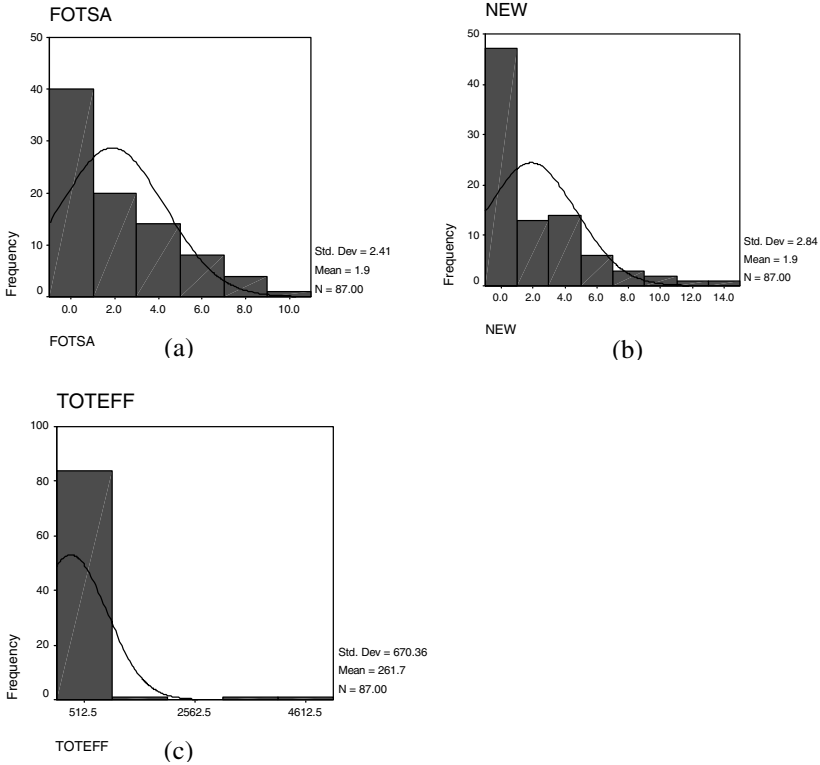 FOTSA
50
40
30
20
10
0
Frequency
0.0 2.0 4.0 6.0 8.0 10.0
FOTSA
Std. Dev = 2.41
Mean = 1.9
N = 87.00
(a)
NEW
50
40
30
20
10
0
Frequency
0.0 2.0 4.0 6.0 8.0 10.0 12.0 14.0
NEW
Std. Dev = 2.84
Mean = 1.9
N = 87.00
(b)
TOTEFF
100
80
60
40
20
0
Frequency
512.5 2562.5 4612.5
TOTEFF
Std. Dev = 670.36
Mean = 261.7
N = 87.00
(c)